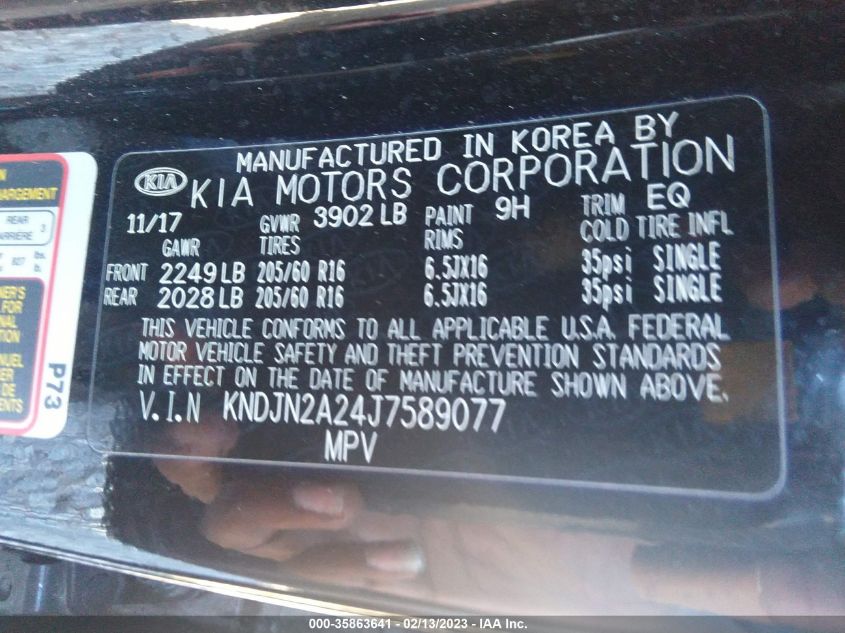 MANUFACTURED IN KOREA BY
KIA KIA MOTORS CORPORATION
11/17 GVWR 3902 LB PAINT 9H TRIM EQ
GAWR TIRES RIMS COLD TIRE INFL
FRONT 2249 LB 205/60 R16 6.5JX16 35psi SINGLE
REAR 2028 LB 205/60 R16 6.5JX16 35psi SINGLE
THIS VEHICLE CONFORMS TO ALL APPLICABLE U.S.A. FEDERAL
MOTOR VEHICLE SAFETY AND THEFT PREVENTION STANDARDS
IN EFFECT ON THE DATE OF MANUFACTURE SHOWN ABOVE.
V.I.N KNDJN2A24J7589077
MPV
REAR 3
ARRIERE
827 lbs.
P73
000-35863641 - 02/13/2023 - IAA Inc.